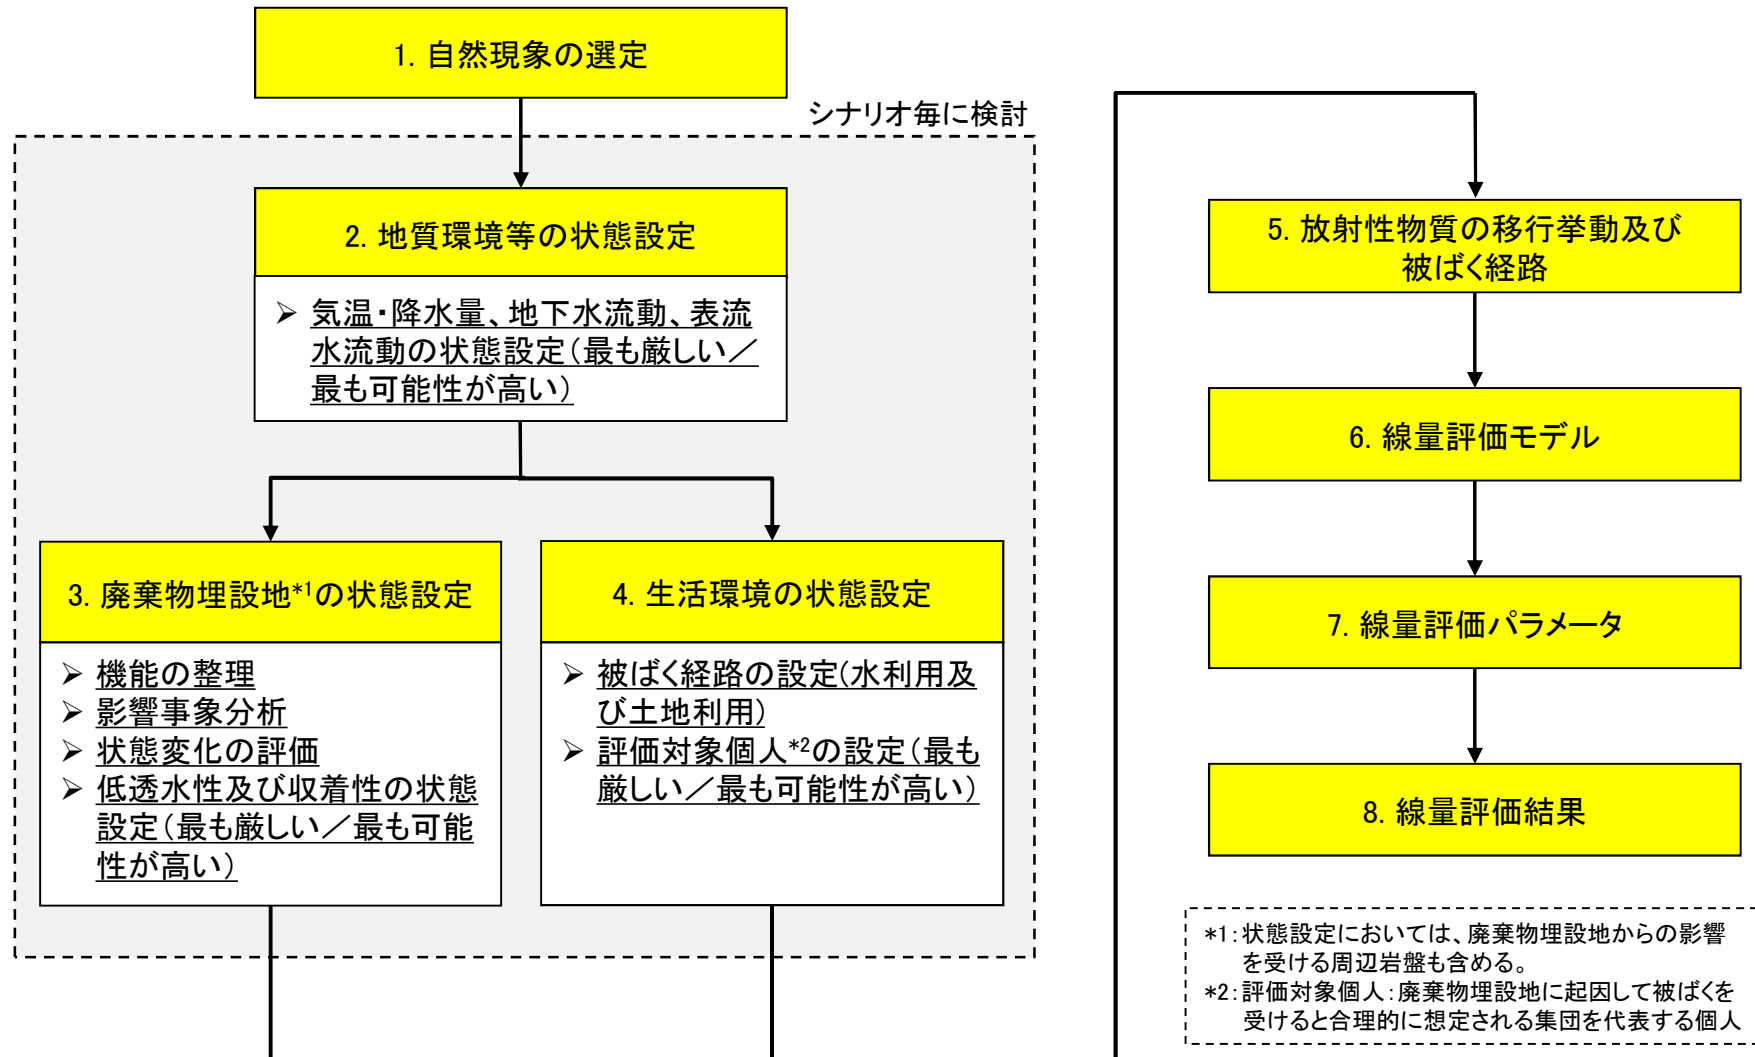 1. 自然現象の選定
シナリオ毎に検討
2. 地質環境等の状態設定
➢ 気温・降水量、地下水流動、表流
水流動の状態設定(最も厳しい/
最も可能性が高い)
3. 廃棄物埋設地*1の状態設定
➢ 機能の整理
➢ 影響事象分析
➢ 状態変化の評価
➢ 低透水性及び収着性の状態
設定(最も厳しい/最も可能
性が高い)
4. 生活環境の状態設定
➢ 被ばく経路の設定(水利用及
び土地利用)
➢ 評価対象個人*2の設定(最も
厳しい/最も可能性が高い)
5. 放射性物質の移行挙動及び
被ばく経路
6. 線量評価モデル
7. 線量評価パラメータ
8. 線量評価結果
*1:状態設定においては、廃棄物埋設地からの影響
を受ける周辺岩盤も含める。
*2:評価対象個人:廃棄物埋設地に起因して被ばくを
受けると合理的に想定される集団を代表する個人